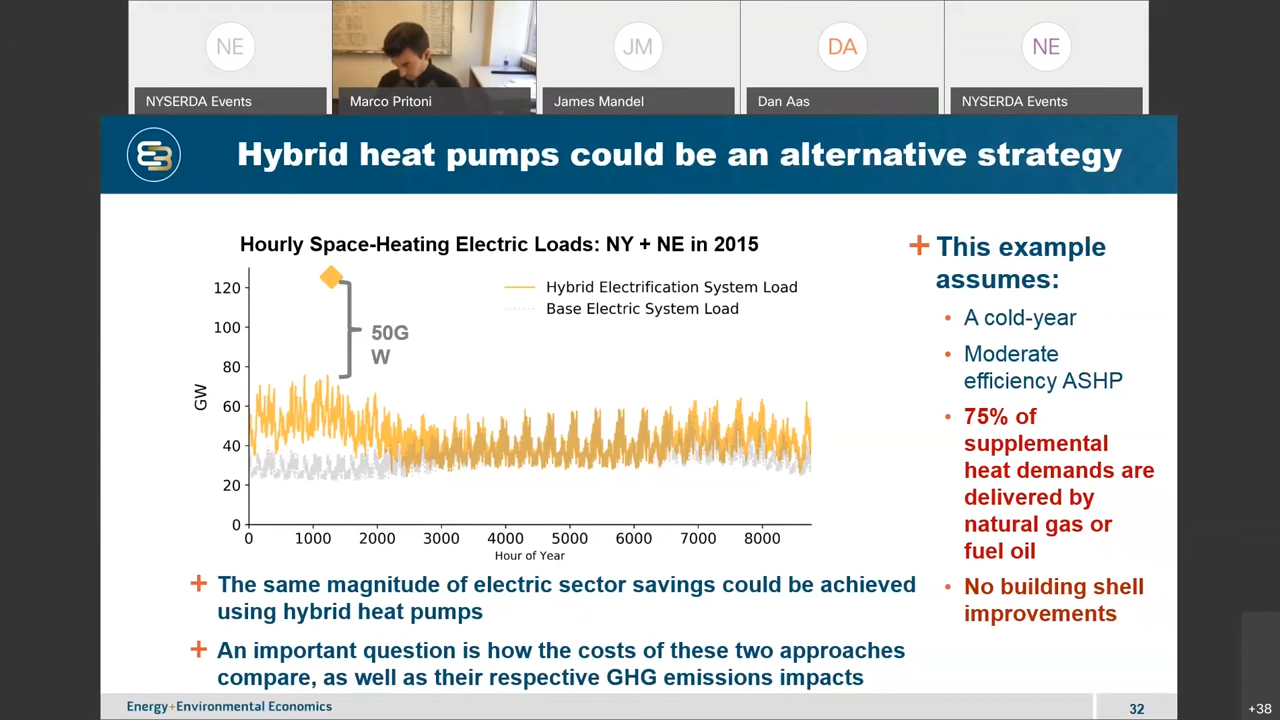 NE
JM
DA
NE
NYSERDA Events
Marco Pritoni
James Mandel
Dan Aas
NYSERDA Events
Hybrid heat pumps could be an alternative strategy
Hourly Space-Heating Electric Loads: NY + NE in 2015
120
100
80
60
40
20
0
GW
50G
W
Hybrid Electrification System Load
Base Electric System Load
0 1000 2000 3000 4000 5000 6000 7000 8000
Hour of Year
+ The same magnitude of electric sector savings could be achieved
using hybrid heat pumps
+ An important question is how the costs of these two approaches
compare, as well as their respective GHG emissions impacts
+ This example
assumes:
• A cold-year
• Moderate
efficiency ASHP
• 75% of
supplemental
heat demands are
delivered by
natural gas or
fuel oil
• No building shell
improvements
Energy+Environmental Economics
32
+38